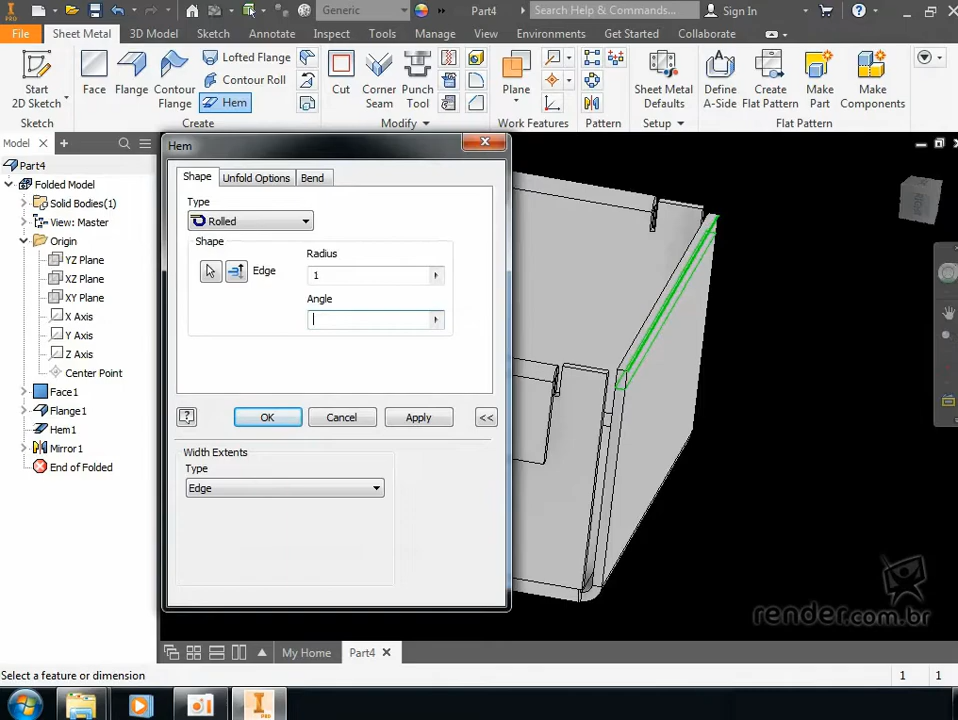 Generic
Part4
Search Help & Commands...
Sign In
PRO
File
Sheet Metal
3D Model
Sketch
Annotate
Inspect
Tools
Manage
View
Environments
Get Started
Collaborate
Start
2D Sketch
Face
Flange
Contour
Flange
Lofted Flange
Contour Roll
Hem
Cut
Corner
Seam
Punch
Tool
Plane
Sheet Metal
Defaults
Define
A-Side
Create
Flat Pattern
Make
Part
Make
Components
Sketch
Create
Modify
Work Features
Pattern
Setup
Flat Pattern
Model
Part4
Folded Model
Solid Bodies(1)
View: Master
Origin
YZ Plane
XZ Plane
XY Plane
X Axis
Y Axis
Z Axis
Center Point
Face1
Flange1
Hem1
Mirror1
End of Folded
Hem
Shape
Unfold Options
Bend
Type
Rolled
Shape
Edge
Radius
1
Angle
OK
Cancel
Apply
<<
Width Extents
Type
Edge
render.com.br
My Home
Part4
Select a feature or dimension
1
1